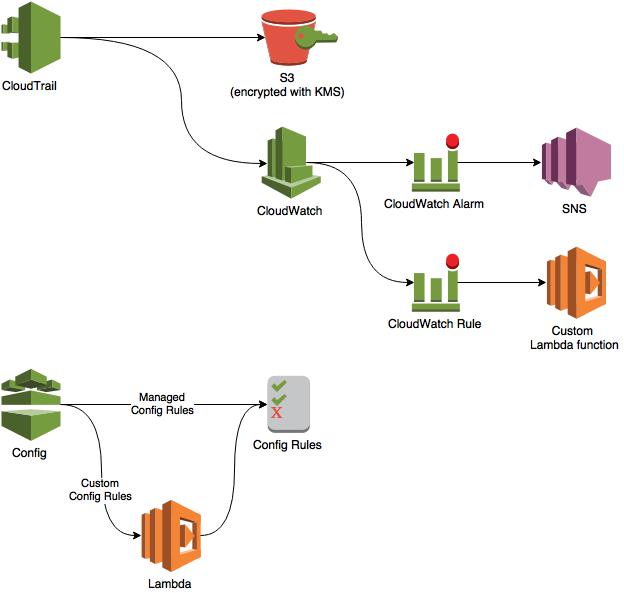 CloudTrail
S3
(encrypted with KMS)
CloudWatch
CloudWatch Alarm
SNS
CloudWatch Rule
Custom
Lambda function
Managed
Config Rules
X
Config Rules
Config
Custom
Config Rules
Lambda